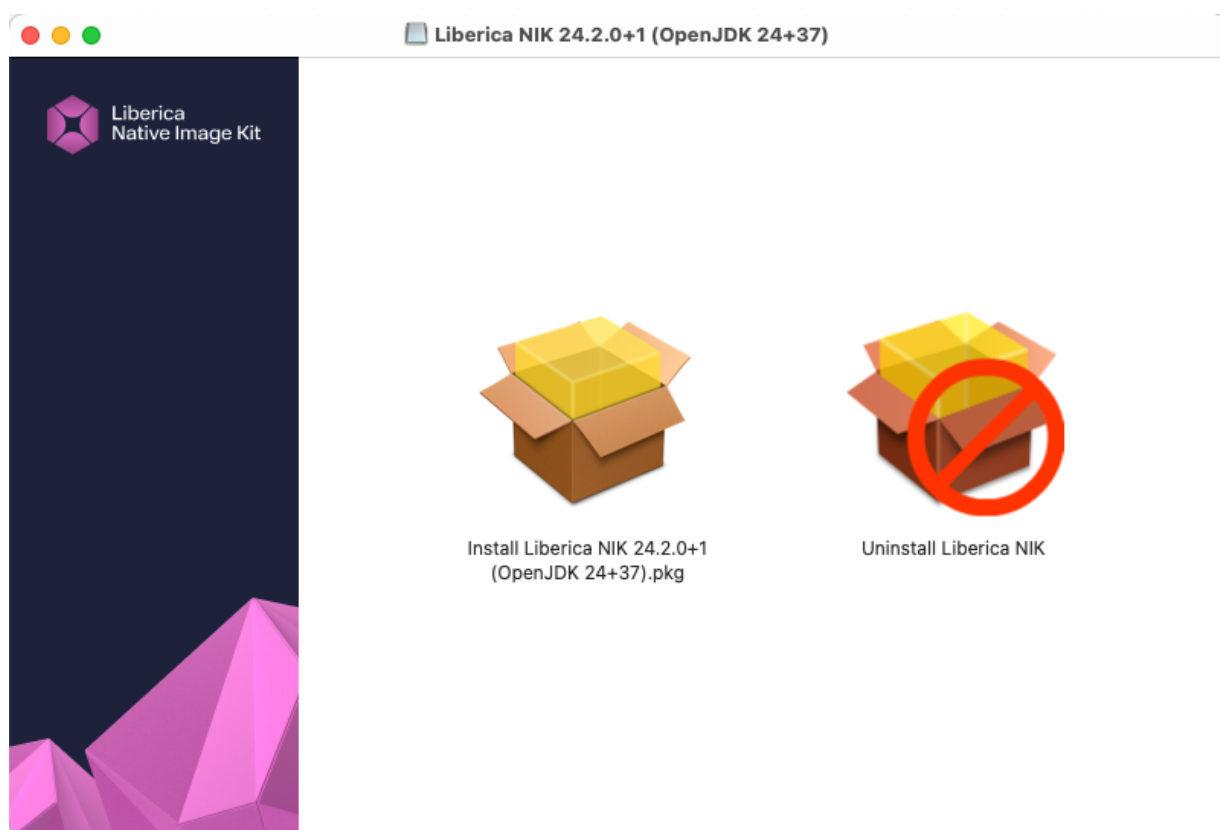 Liberica NIK 24.2.0+1 (OpenJDK 24+37)
Liberica
Native Image Kit
Install Liberica NIK 24.2.0+1
(OpenJDK 24+37).pkg
Uninstall Liberica NIK